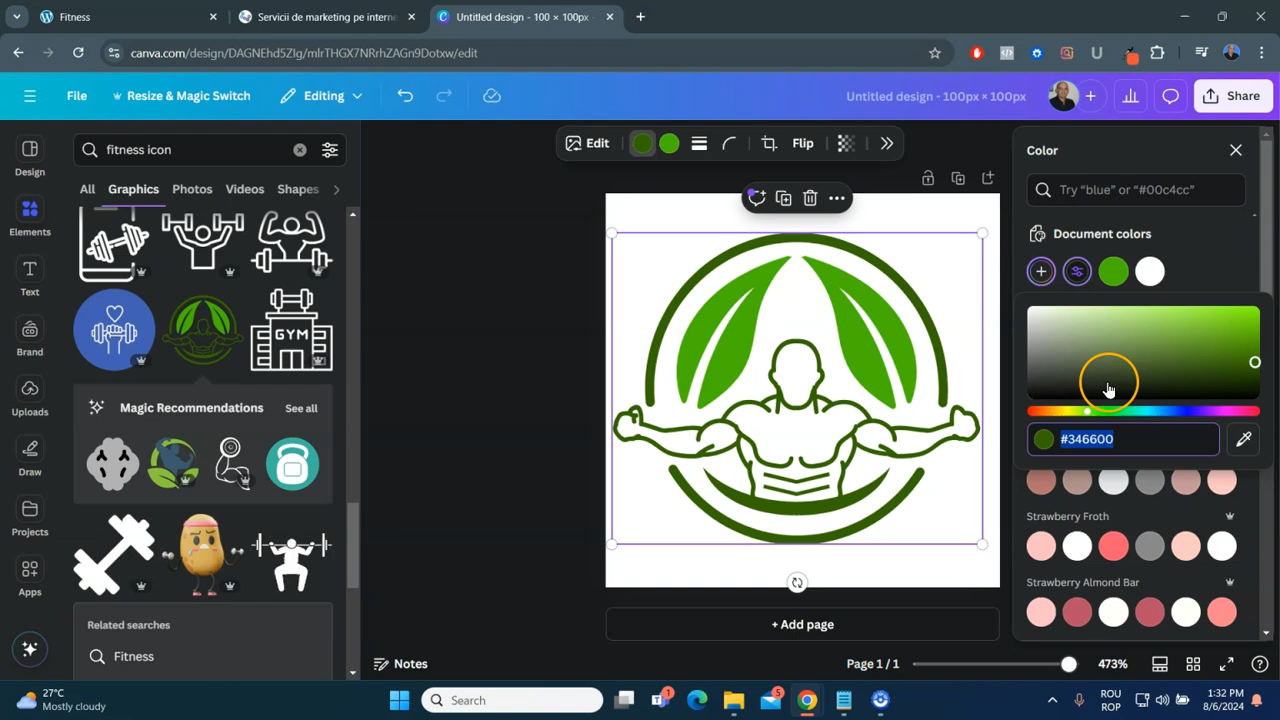 Fitness
Servicii de marketing pe interne
Untitled design - 100 × 100px -
canva.com/design/DAGNEhd5ZIg/mlrTHGX7NRrhZAGn9Dotxw/edit
File
Resize & Magic Switch
Editing
Untitled design - 100px × 100px
Share
Design
Elements
Text
Brand
Uploads
Draw
Projects
Apps
fitness icon
All
Graphics
Photos
Videos
Shapes
GYM
Magic Recommendations
See all
Related searches
Fitness
Edit
Flip
+ Add page
Notes
Page 1 / 1
473%
Color
Try “blue” or “#00c4cc”
Document colors
#346600
Strawberry Froth
Strawberry Almond Bar
27°C
Mostly cloudy
Search
1
5
ROU
ROP
1:32 PM
8/6/2024